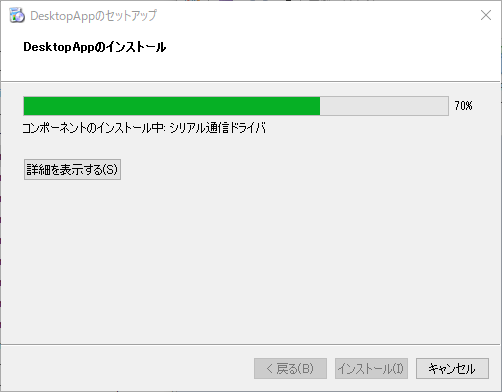 DesktopAppのセットアップ
DesktopAppのインストール
70%
コンポーネントのインストール中: シリアル通信ドライバ
詳細を表示する(S)
< 戻る(B)
インストール(I)
キャンセル